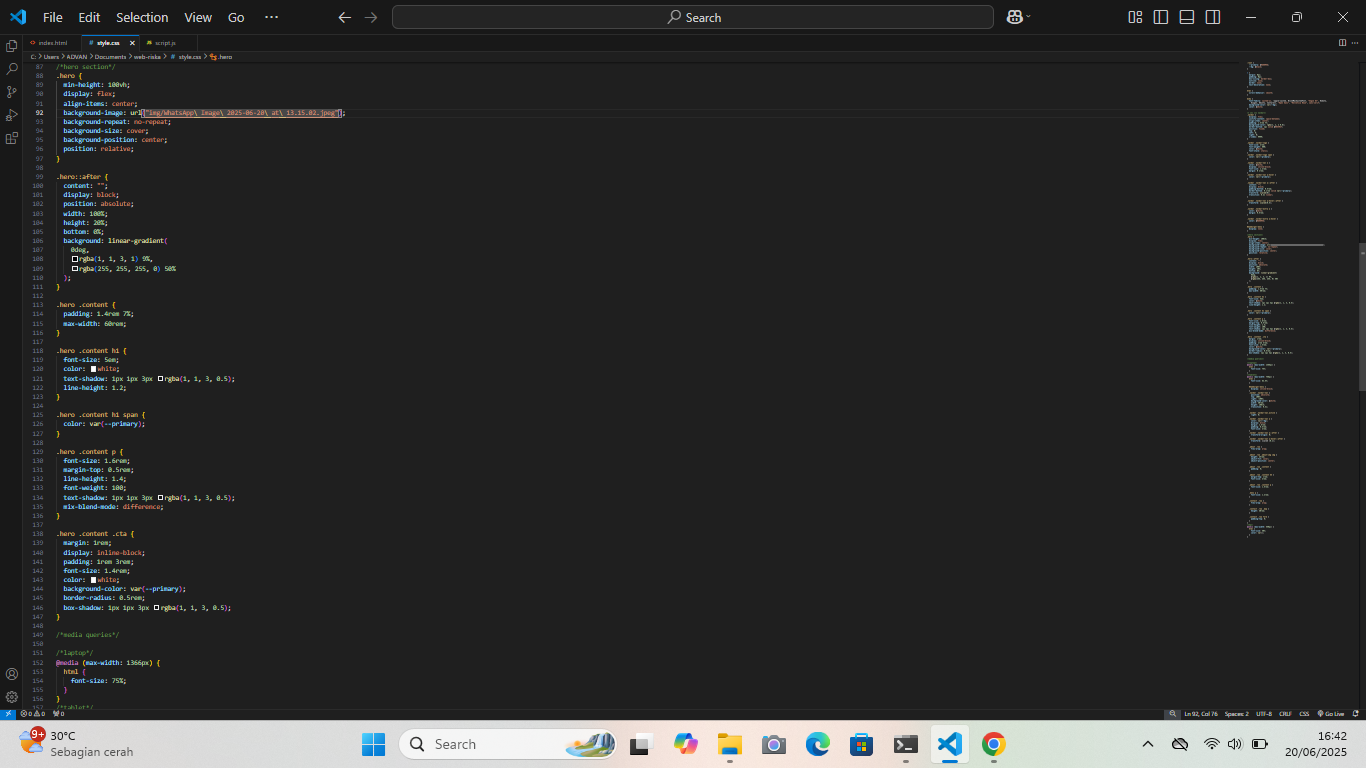 File Edit Selection View Go ···
Search
index.html
# style.css ×
script.js
C: > Users > ADVAN > Documents > web-riska > # style.css > .hero
87 /*hero section*/
88 .hero {
89 min-height: 100vh;
90 display: flex;
91 align-items: center;
92 background-image: url("img/WhatsApp\ Image\ 2025-06-20\ at\ 13.15.02.jpeg");
93 background-repeat: no-repeat;
94 background-size: cover;
95 background-position: center;
96 position: relative;
97 }
98
99 .hero::after {
100 content: "";
101 display: block;
102 position: absolute;
103 width: 100%;
104 height: 20%;
105 bottom: 0%;
106 background: linear-gradient(
107 0deg,
108 rgba(1, 1, 3, 1) 9%,
109 rgba(255, 255, 255, 0) 50%
110 );
111 }
112
113 .hero .content {
114 padding: 1.4rem 7%;
115 max-width: 60rem;
116 }
117
118 .hero .content h1 {
119 font-size: 5em;
120 color: white;
121 text-shadow: 1px 1px 3px rgba(1, 1, 3, 0.5);
122 line-height: 1.2;
123 }
124
125 .hero .content h1 span {
126 color: var(--primary);
127 }
128
129 .hero .content p {
130 font-size: 1.6rem;
131 margin-top: 0.5rem;
132 line-height: 1.4;
133 font-weight: 100;
134 text-shadow: 1px 1px 3px rgba(1, 1, 3, 0.5);
135 mix-blend-mode: difference;
136 }
137
138 .hero .content .cta {
139 margin: 1rem;
140 display: inline-block;
141 padding: 1rem 3rem;
142 font-size: 1.4rem;
143 color: white;
144 background-color: var(--primary);
145 border-radius: 0.5rem;
146 box-shadow: 1px 1px 3px rgba(1, 1, 3, 0.5);
147 }
148
149 /*media queries*/
150
151 /*laptop*/
152 @media (max-width: 1366px) {
153 html {
154 font-size: 75%;
155 }
156 }
157 /*tablet*/
0 0 0 Ln 92, Col 76 Spaces: 2 UTF-8 CRLF CSS Go Live
9+
30°C
Sebagian cerah
Search
16:42
20/06/2025